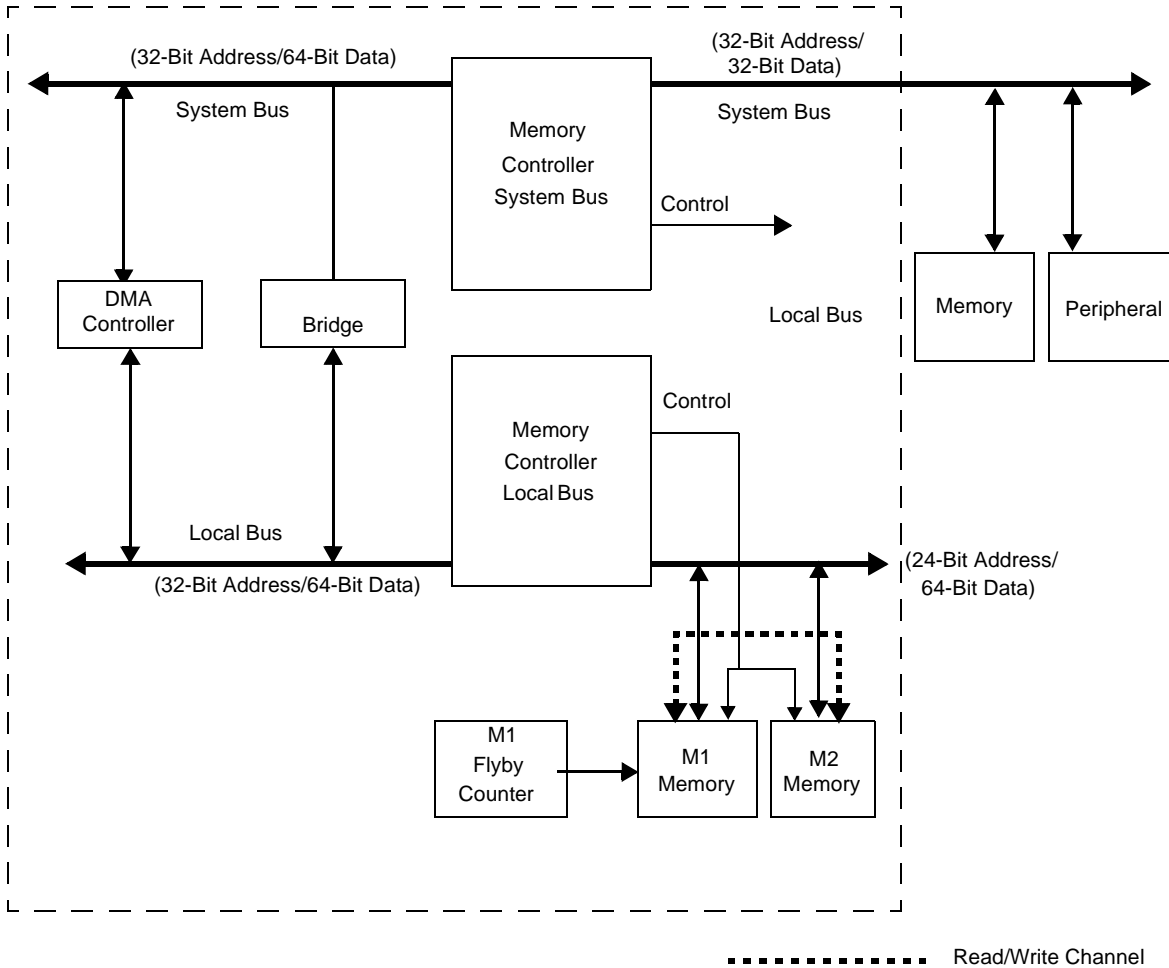 (32-Bit Address/64-Bit Data)
System Bus
(32-Bit Address/
32-Bit Data)
System Bus
Memory
Controller
System Bus
Control
DMA
Controller
Bridge
Local Bus
Memory
Peripheral
Control
Memory
Controller
Local Bus
Local Bus
(32-Bit Address/64-Bit Data)
(24-Bit Address/
64-Bit Data)
M1
Flyby
Counter
M1
Memory
M2
Memory
Read/Write Channel